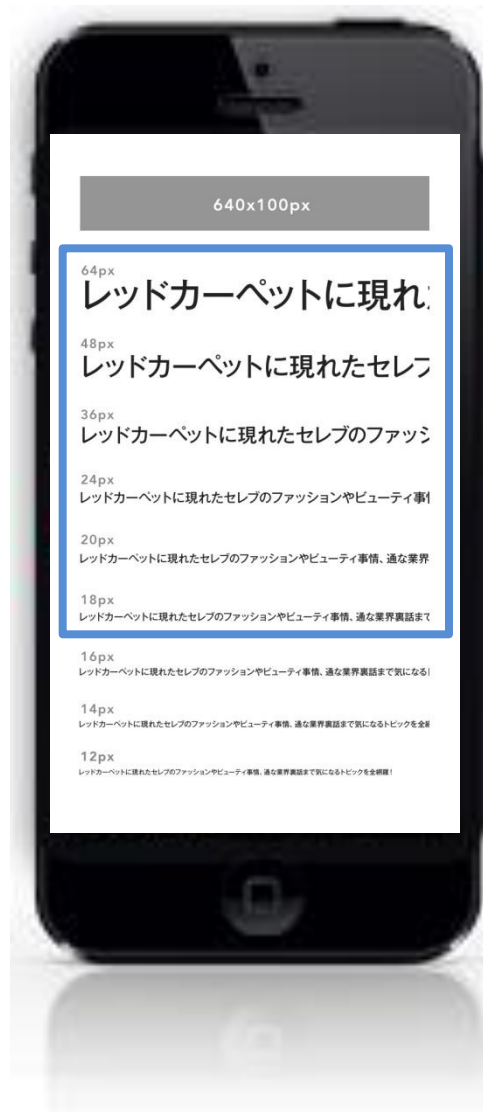 640x100px
64px
レッドカーペットに現れ
48px
レッドカーペットに現れたセレブ
36px
レッドカーペットに現れたセレブのファッシ
24px
レッドカーペットに現れたセレブのファッションやビューティ事情
20px
レッドカーペットに現れたセレブのファッションやビューティ事情、通な業界
18px
レッドカーペットに現れたセレブのファッションやビューティ事情、通な業界裏話まで
16px
レッドカーペットに現れたセレブのファッションやビューティ事情、通な業界裏話まで気になる
14px
レッドカーペットに現れたセレブのファッションやビューティ事情、通な業界裏話まで気になるトピックを全網
12px
レッドカーペットに現れたセレブのファッションやビューティ事情、通な業界裏話まで気になるトピックを全網羅！